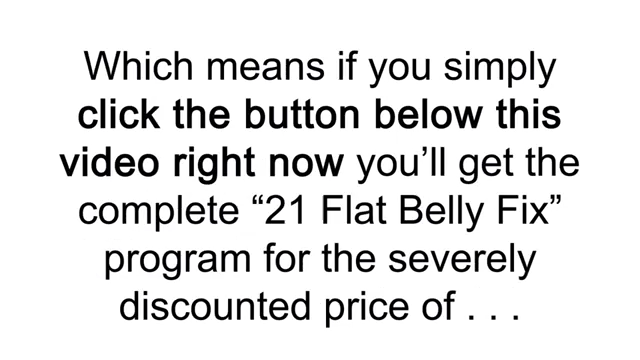 Which means if you simply
click the button below this
video right now you’ll get the
complete “21 Flat Belly Fix”
program for the severely
discounted price of . . .